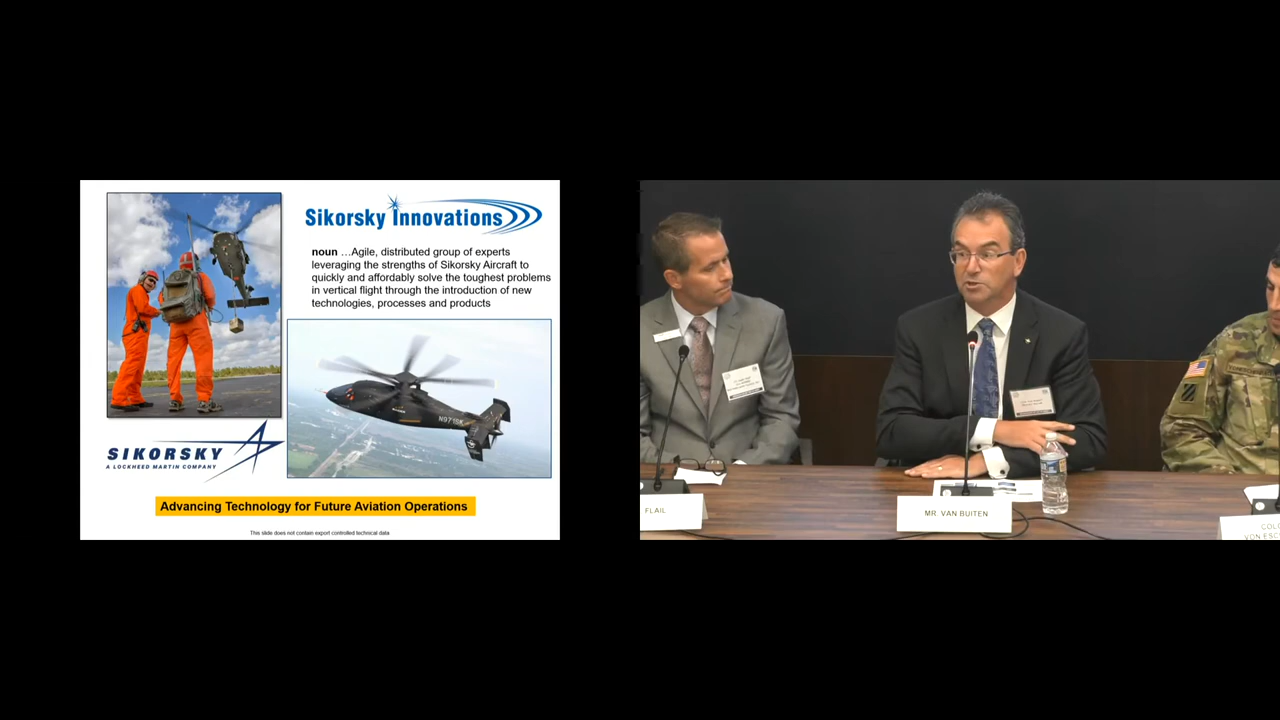 Sikorsky Innovations
noun …Agile, distributed group of experts
leveraging the strengths of Sikorsky Aircraft to
quickly and affordably solve the toughest problems
in vertical flight through the introduction of new
technologies, processes and products
N971SK
SIKORSKY
A LOCKHEED MARTIN COMPANY
Advancing Technology for Future Aviation Operations
This slide does not contain export controlled technical data
FLAIL
MR. VAN BUITEN